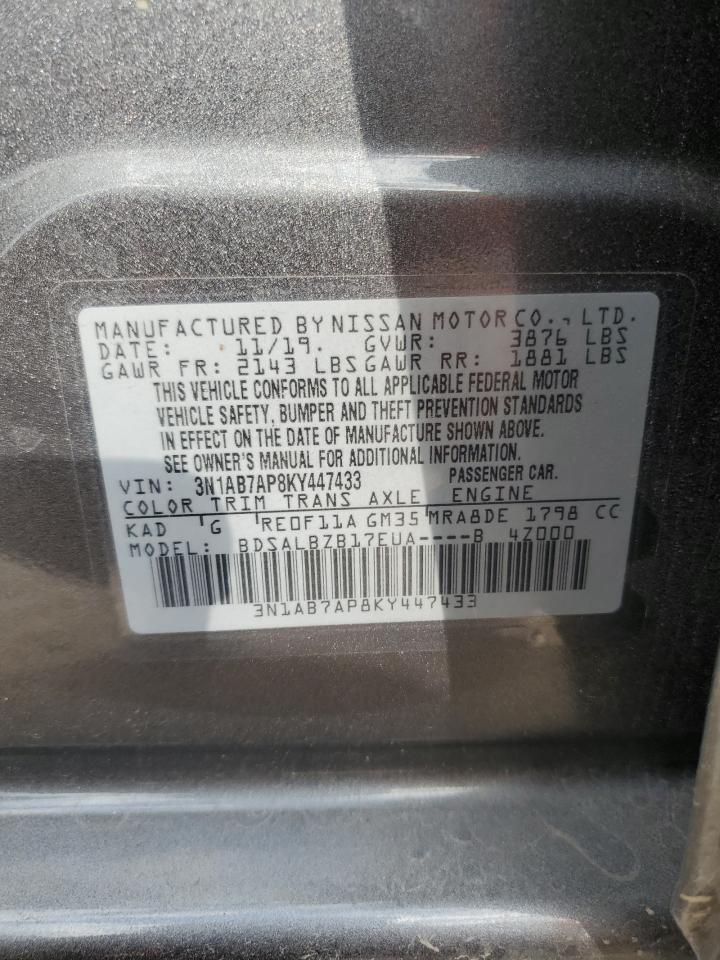 MANUFACTURED BY NISSAN MOTOR CO., LTD.
DATE: 11/19. GVWR: 3876 LBS
GAWR FR: 2143 LBS GAWR RR: 1881 LBS
THIS VEHICLE CONFORMS TO ALL APPLICABLE FEDERAL MOTOR
VEHICLE SAFETY, BUMPER AND THEFT PREVENTION STANDARDS
IN EFFECT ON THE DATE OF MANUFACTURE SHOWN ABOVE.
SEE OWNER'S MANUAL FOR ADDITIONAL INFORMATION.
VIN: 3N1AB7AP8KY447433 PASSENGER CAR.
COLOR TRIM TRANS AXLE ENGINE
KAD G RE0F11A GM35 MRA8DE 1798 CC
MODEL: BDSALBZB17EUA----B 4Z000
3N1AB7AP8KY447433